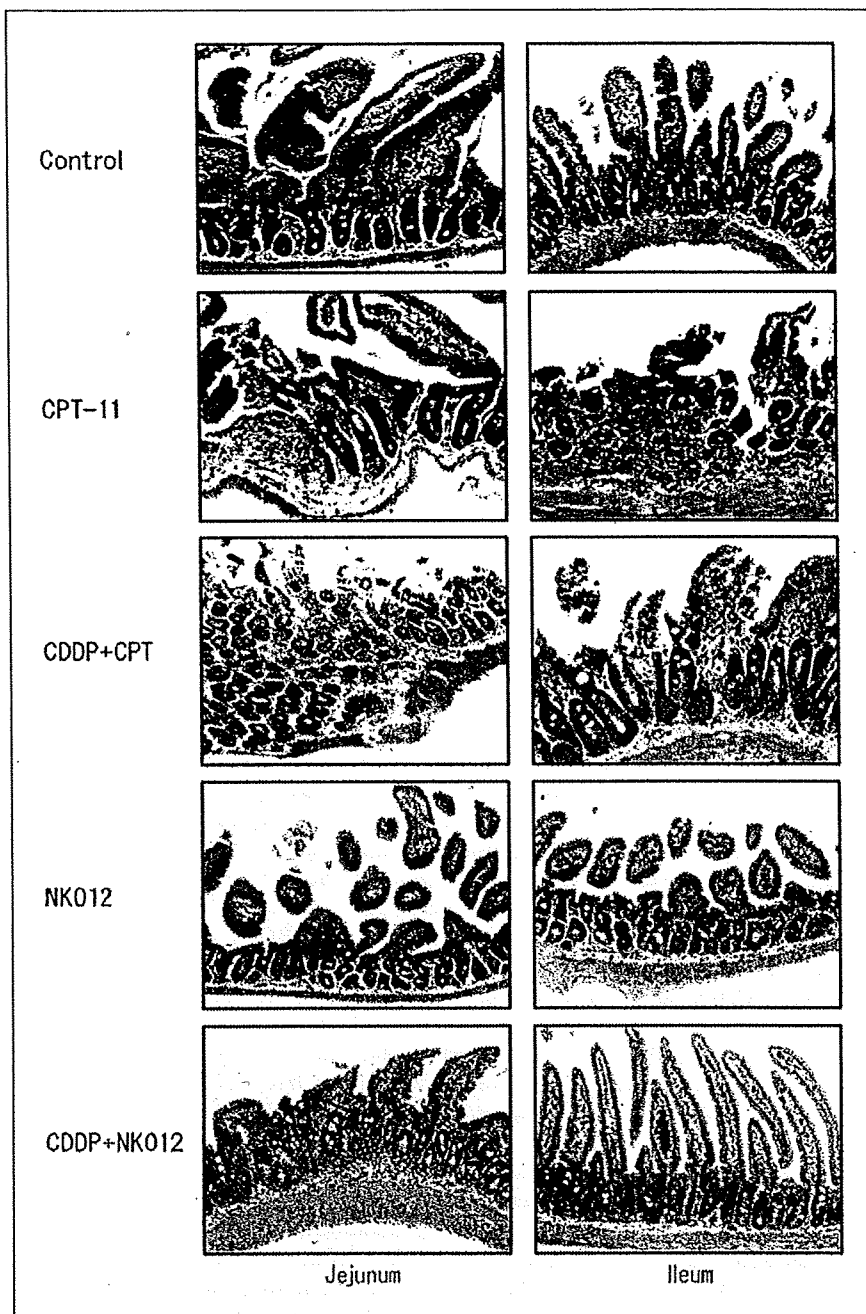 Control
CPT-11
CDDP+CPT
NK012
CDDP+NK012
Jejunum
Ileum